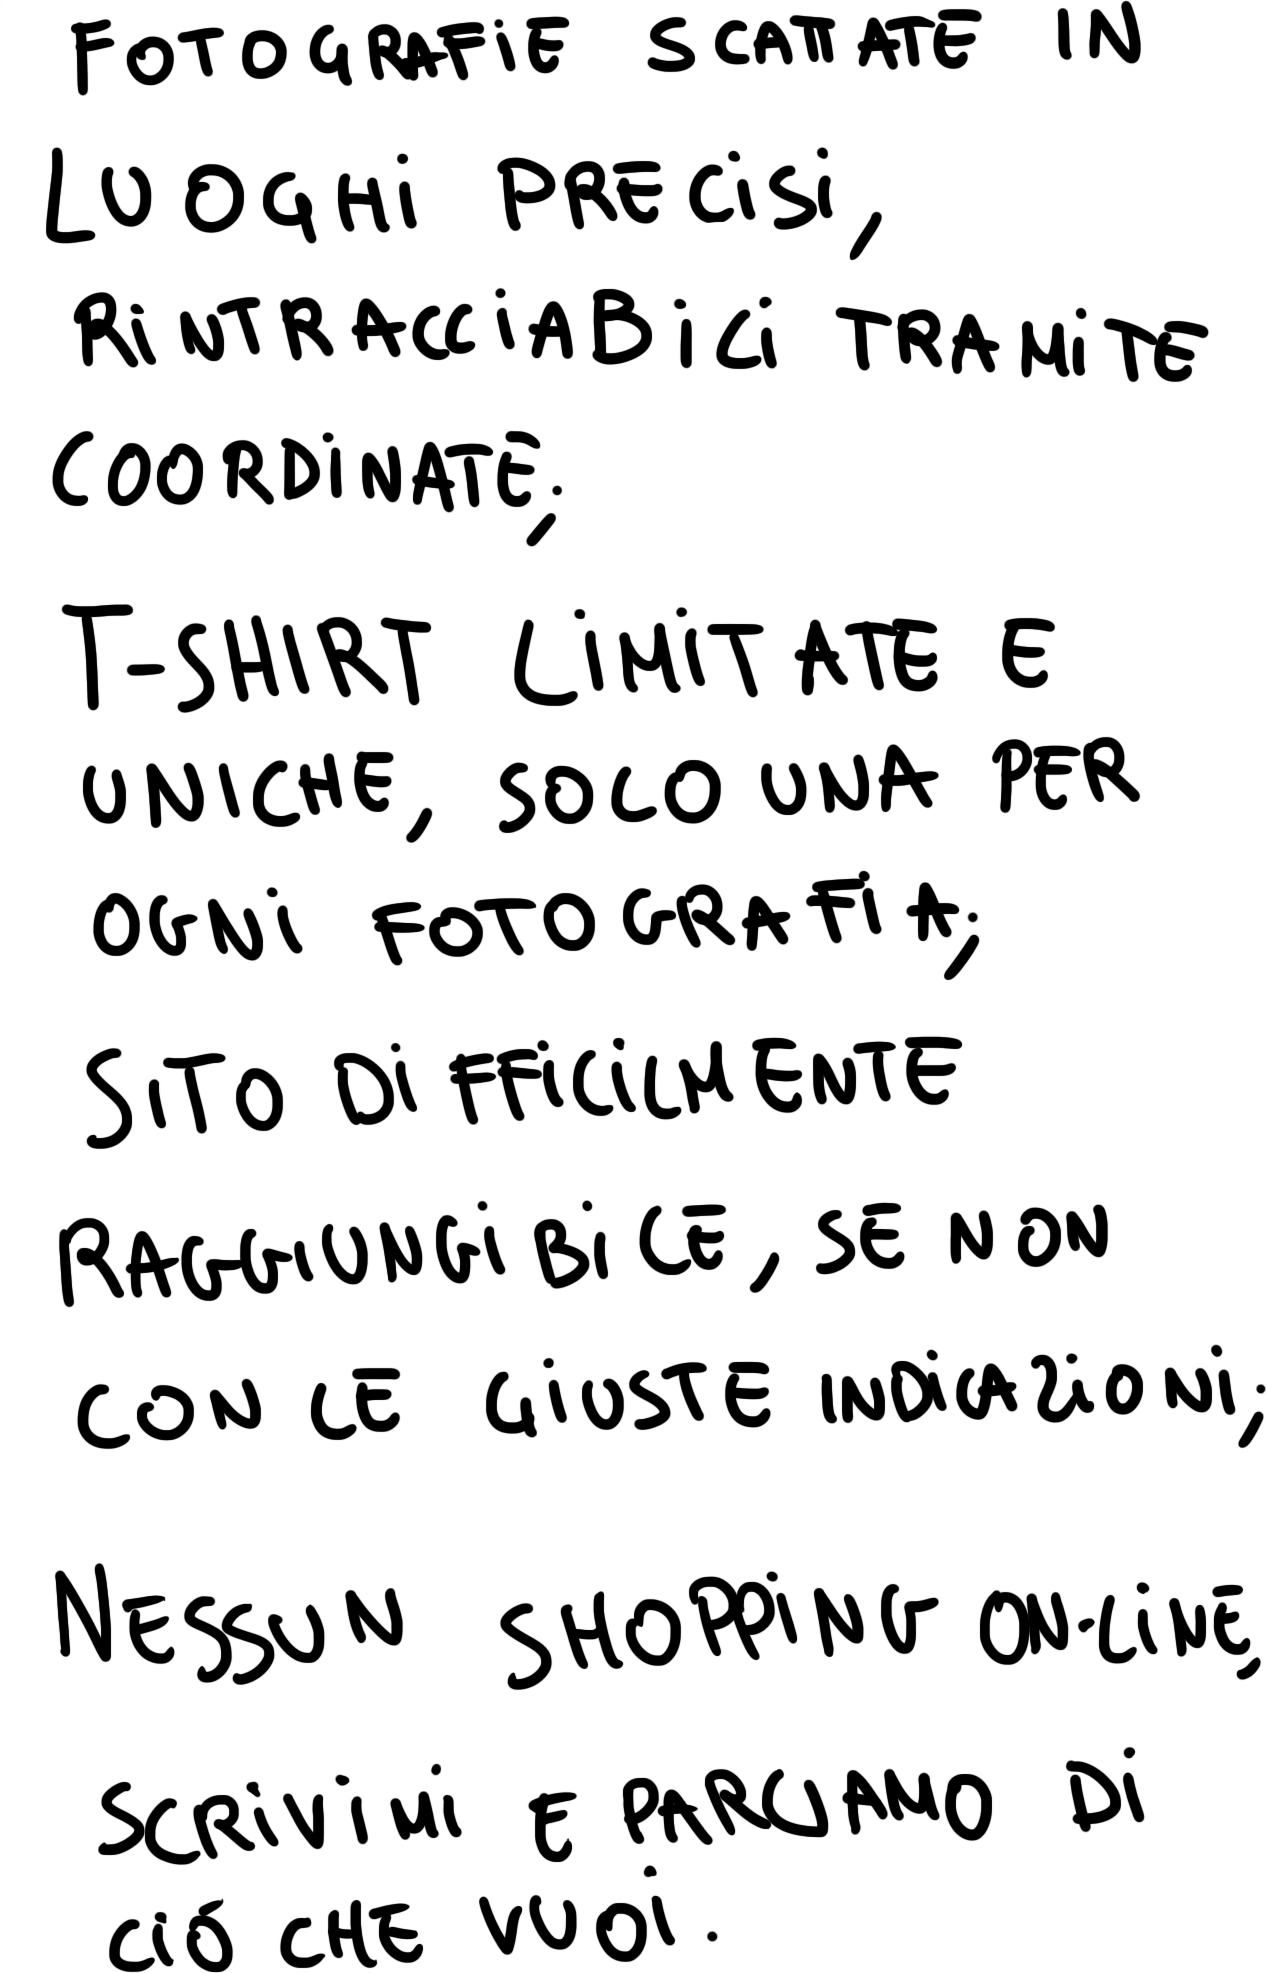 FOTOGRAFIE SCATTATE IN
LUOGHI PRECISI,
RINTRACCIABILI TRAMITE
COORDINATE;
T-SHIRT LIMITATE E
UNICHE, SOLO UNA PER
OGNI FOTOGRAFIA;
SITO DIFFICILMENTE
RAGGIUNGIBILE, SE NON
CON LE GIUSTE INDICAZIONI;
NESSUN SHOPPING ON-LINE,
SCRIVIMI E PARLIAMO DI
CIÓ CHE VUOI.